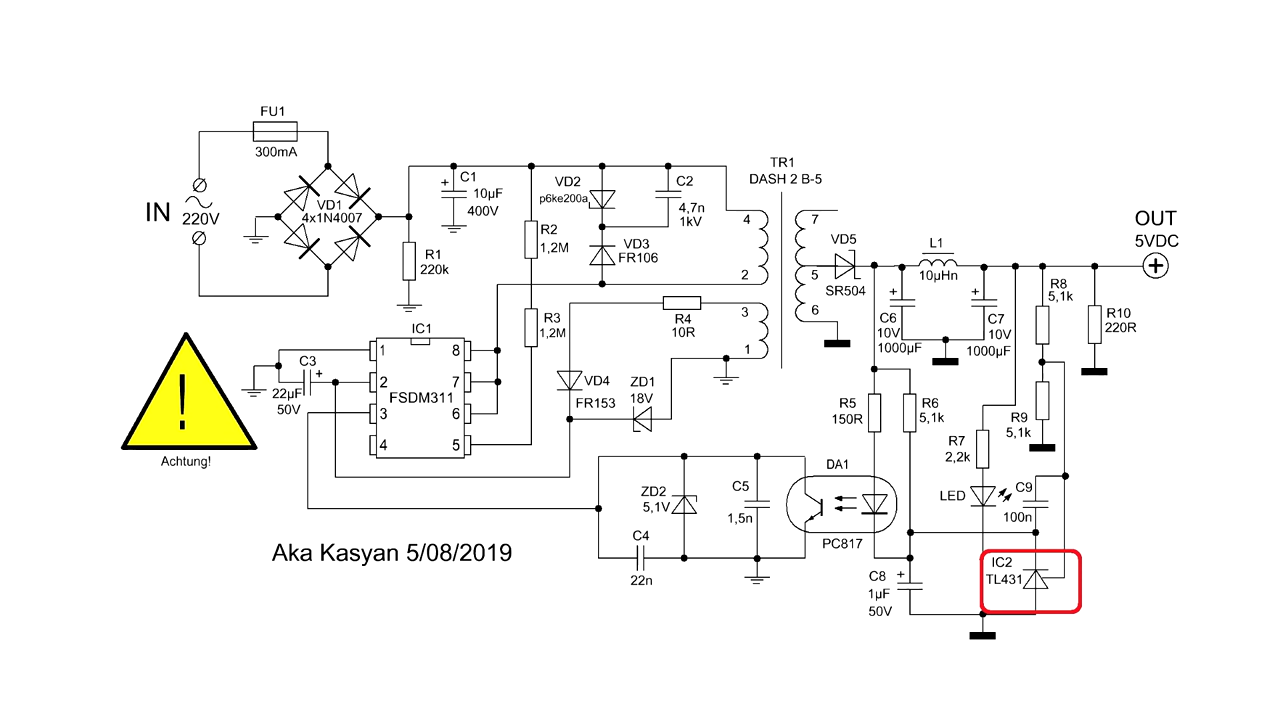 FU1
300mA
IN
220V
VD1
4x1N4007
R1
220k
C1
10µF
400V
R2
1,2M
VD2
p6ke200a
C2
4,7n
1kV
VD3
FR106
TR1
DASH 2 B-5
4
2
3
1
7
5
6
VD5
SR504
L1
10µHn
OUT
5VDC
+
C6
10V
1000µF
+
C7
10V
1000µF
+
R8
5,1k
R10
220R
R3
1,2M
R4
10R
IC1
FSDM311
1
2
3
4
8
7
6
5
C3
+
22µF
50V
VD4
FR153
ZD1
18V
R5
150R
R6
5,1k
R9
5,1k
R7
2,2k
LED
C9
100n
!
Achtung!
ZD2
5,1V
C5
1,5n
C4
22n
DA1
PC817
C8
+
1µF
50V
IC2
TL431
Aka Kasyan 5/08/2019